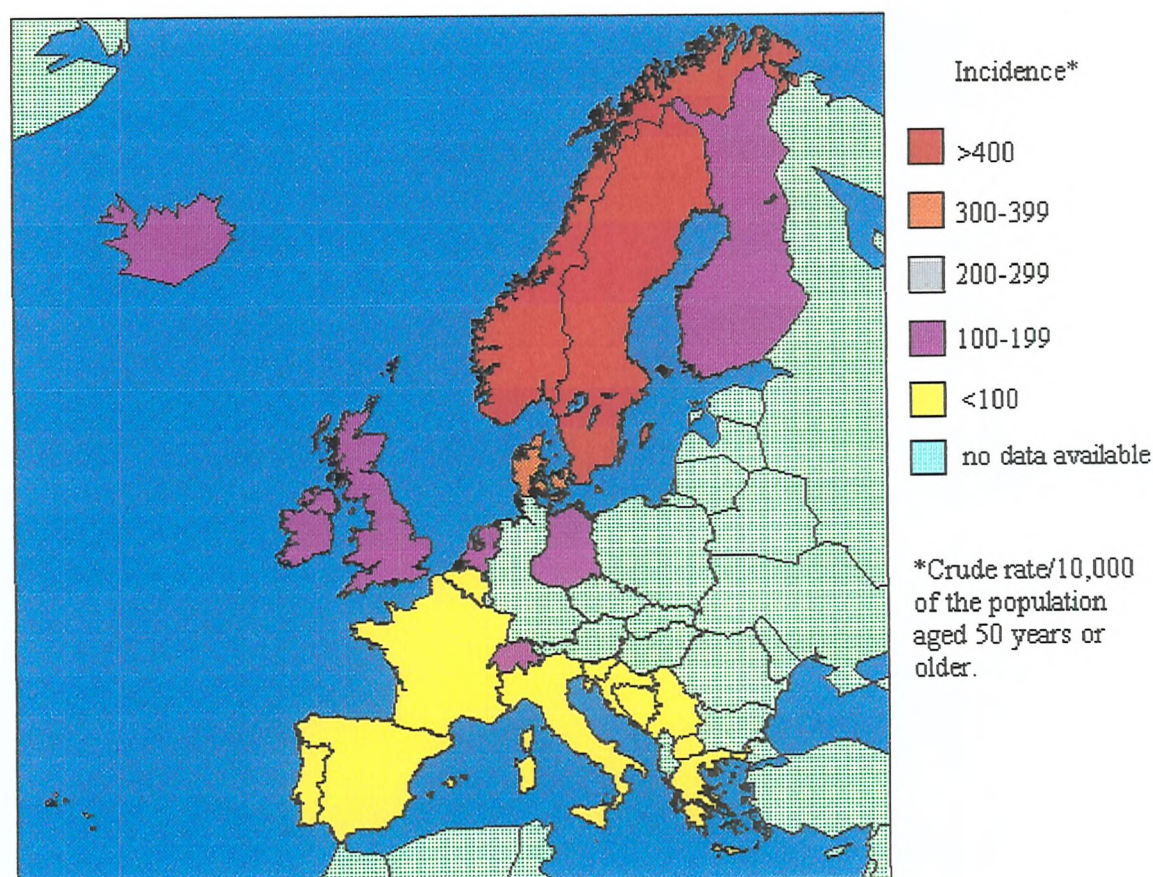 Incidence*
>400
300-399
200-299
100-199
<100
no data available
*Crude rate/10,000
of the population
aged 50 years or
older.